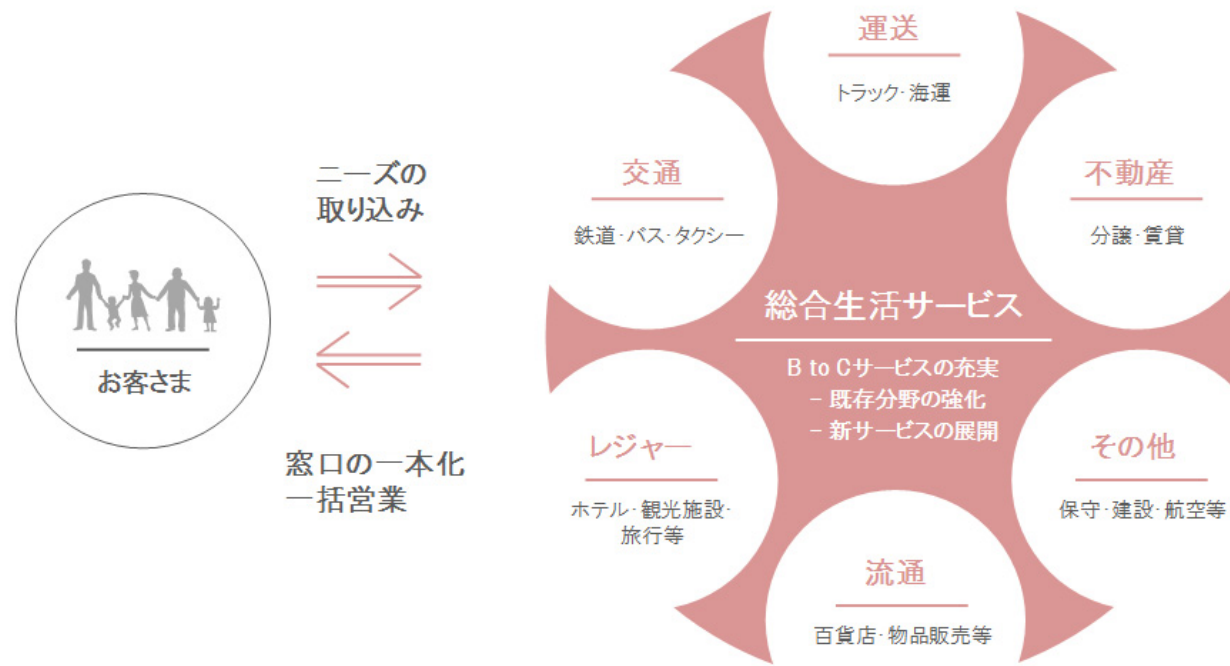 ニーズの
取り込み
お客さま
窓口の一本化
一括営業
運送
トラック・海運
交通
鉄道・バス・タクシー
不動産
分譲・賃貸
総合生活サービス
B to Cサービスの充実
- 既存分野の強化
- 新サービスの展開
レジャー
ホテル・観光施設・
旅行等
その他
保守・建設・航空等
流通
百貨店・物品販売等